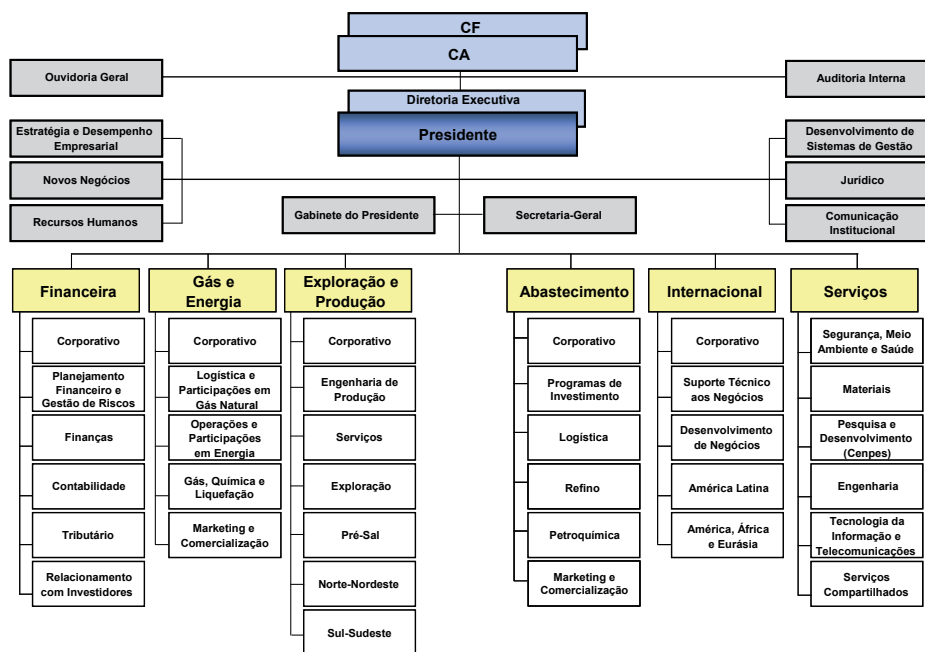 CF
CA
Ouvidoria Geral
Auditoria Interna
Diretoria Executiva
Presidente
Estratégia e Desempenho
Empresarial
Novos Negócios
Recursos Humanos
Desenvolvimento de
Sistemas de Gestão
Jurídico
Comunicação
Institucional
Gabinete do Presidente
Secretaria-Geral
Financeira
Corporativo
Planejamento
Financeiro e
Gestão de Riscos
Finanças
Contabilidade
Tributário
Relacionamento
com Investidores
Gás e
Energia
Corporativo
Logística e
Participações em
Gás Natural
Operações e
Participações
em Energia
Gás, Química e
Liquefação
Marketing e
Comercialização
Exploração e
Produção
Corporativo
Engenharia de
Produção
Serviços
Exploração
Pré-Sal
Norte-Nordeste
Sul-Sudeste
Abastecimento
Corporativo
Programas de
Investimento
Logística
Refino
Petroquímica
Marketing e
Comercialização
Internacional
Corporativo
Suporte Técnico
aos Negócios
Desenvolvimento
de Negócios
América Latina
América, África
e Eurásia
Serviços
Segurança, Meio
Ambiente e Saúde
Materiais
Pesquisa e
Desenvolvimento
(Cenpes)
Engenharia
Tecnologia da
Informação e
Telecomunicações
Serviços
Compartilhados